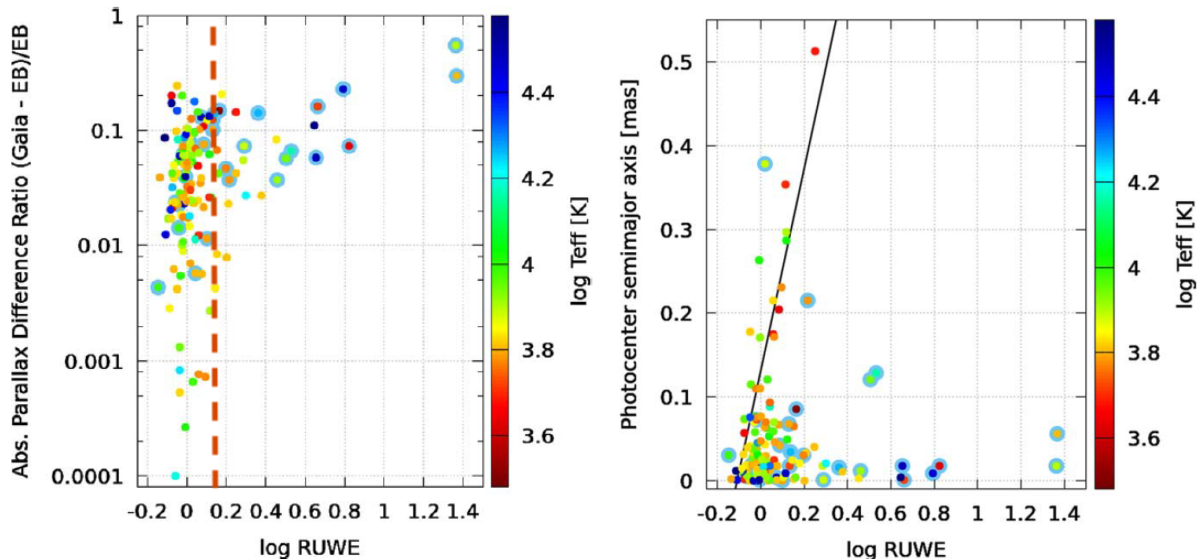 Abs. Parallax Difference Ratio (Gaia - EB)/EB
1
0.1
0.01
0.001
0.0001
-0.2 0 0.2 0.4 0.6 0.8 1 1.2 1.4
log RUWE
4.4
4.2
4
3.8
3.6
log Teff [K]
Photocenter semimajor axis [mas]
0.5
0.4
0.3
0.2
0.1
0
-0.2 0 0.2 0.4 0.6 0.8 1 1.2 1.4
log RUWE
4.4
4.2
4
3.8
3.6
log Teff [K]